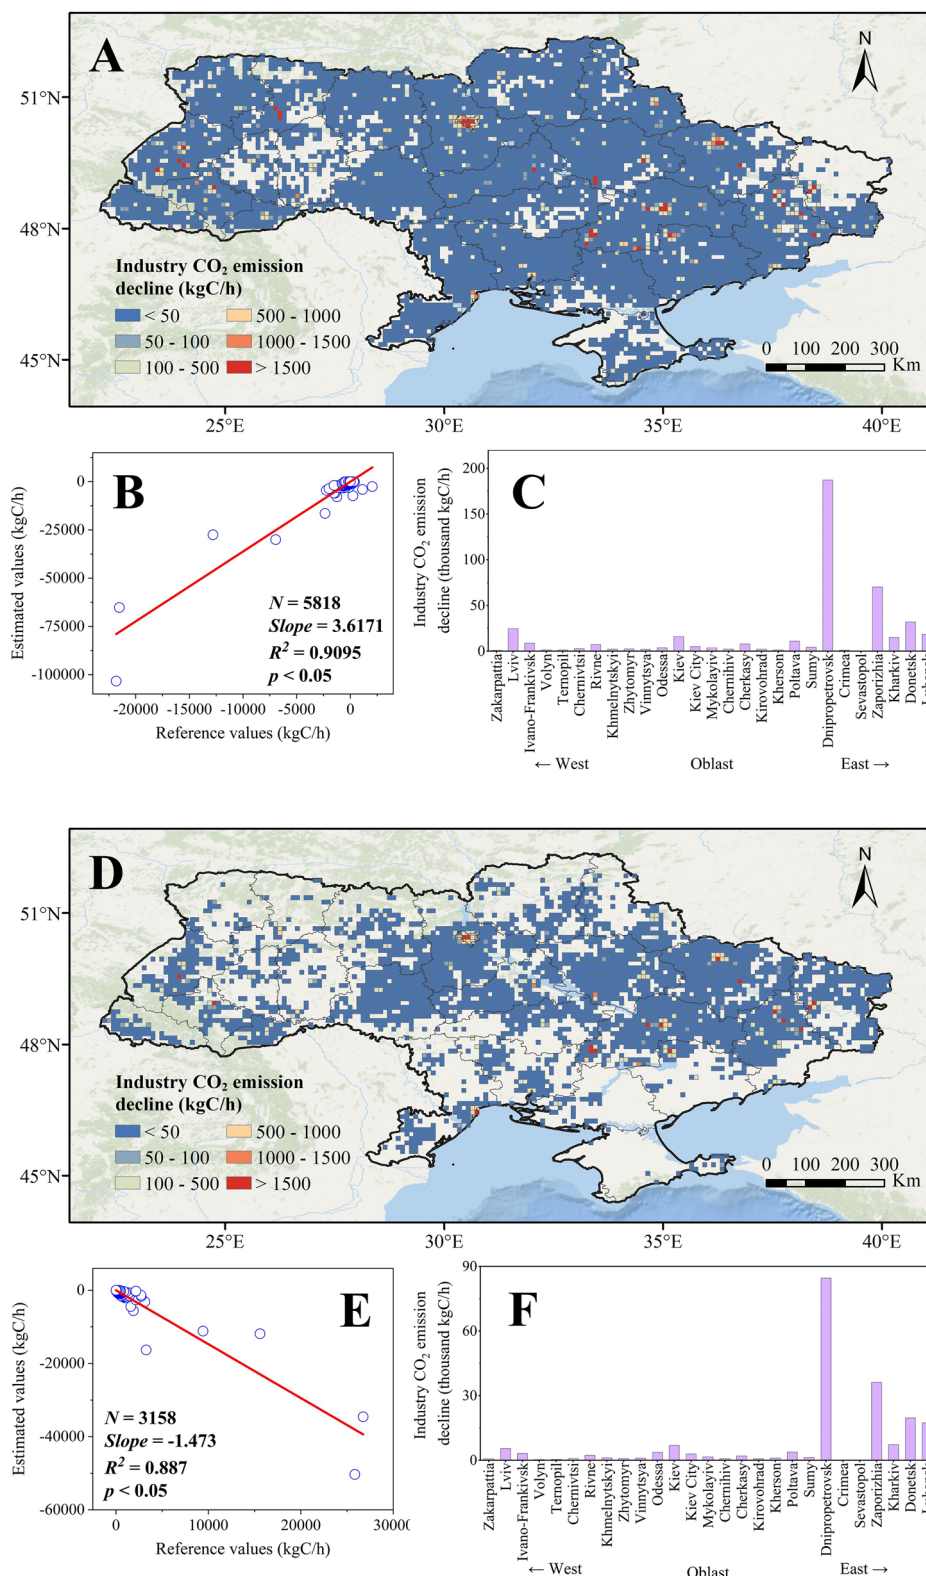 A
N
51°N
48°N
45°N
Industry CO2 emission
decline (kgC/h)
< 50
500 - 1000
50 - 100
1000 - 1500
100 - 500
> 1500
0 100 200 300
Km
25°E 30°E 35°E 40°E
B
Estimated values (kgC/h)
0
-25000
-50000
-75000
-100000
N = 5818
Slope = 3.6171
R2 = 0.9095
p < 0.05
-20000 -15000 -10000 -5000 0
Reference values (kgC/h)
C
Industry CO2 emission
decline (thousand kgC/h)
200
150
100
50
0
Zakarpattia
Lviv
Ivano-Frankivsk
Volyn
Ternopil
Chernivtsi
Rivne
Khmelnytskyi
Zhytomyr
Vinnytsya
Odessa
Kiev
Kiev City
Mykolayiv
Chernihiv
Cherkasy
Kirovohrad
Kherson
Poltava
Sumy
Dnipropetrovsk
Crimea
Sevastopol
Zaporizhia
Kharkiv
Donetsk
← West
Oblast
East →
D
N
51°N
48°N
45°N
Industry CO2 emission
decline (kgC/h)
< 50
500 - 1000
50 - 100
1000 - 1500
100 - 500
> 1500
0 100 200 300
Km
25°E 30°E 35°E 40°E
E
Estimated values (kgC/h)
0
-20000
-40000
-60000
N = 3158
Slope = -1.473
R2 = 0.887
p < 0.05
0 10000 20000 30000
Reference values (kgC/h)
F
Industry CO2 emission
decline (thousand kgC/h)
90
60
30
0
Zakarpattia
Lviv
Ivano-Frankivsk
Volyn
Ternopil
Chernivtsi
Rivne
Khmelnytskyi
Zhytomyr
Vinnytsya
Odessa
Kiev
Kiev City
Mykolayiv
Chernihiv
Cherkasy
Kirovohrad
Kherson
Poltava
Sumy
Dnipropetrovsk
Crimea
Sevastopol
Zaporizhia
Kharkiv
Donetsk
← West
Oblast
East →